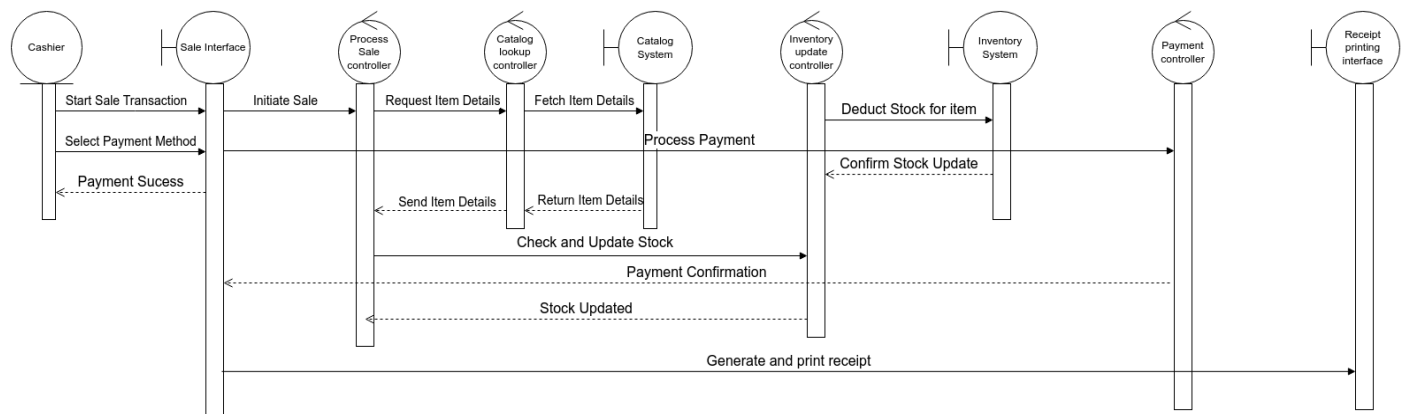 Cashier
Sale Interface
Process
Sale
controller
Catalog
lookup
controller
Catalog
System
Inventory
update
controller
Inventory
System
Payment
controller
Receipt
printing
interface
Start Sale Transaction
Initiate Sale
Request Item Details
Fetch Item Details
Deduct Stock for item
Select Payment Method
Process Payment
Confirm Stock Update
Payment Sucess
Send Item Details
Return Item Details
Check and Update Stock
Payment Confirmation
Stock Updated
Generate and print receipt